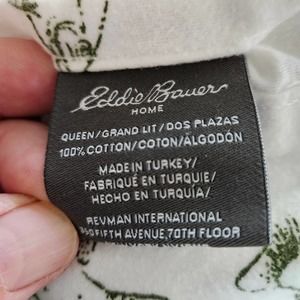 Eddie Bauer
HOME
QUEEN/GRAND LIT/DOS PLAZAS
100% COTTON/COTON/ALGODÓN
MADE IN TURKEY/
FABRIQUÉ EN TURQUIE/
HECHO EN TURQUÍA/
REVMAN INTERNATIONAL
350 FIFTH AVENUE, 70TH FLOOR